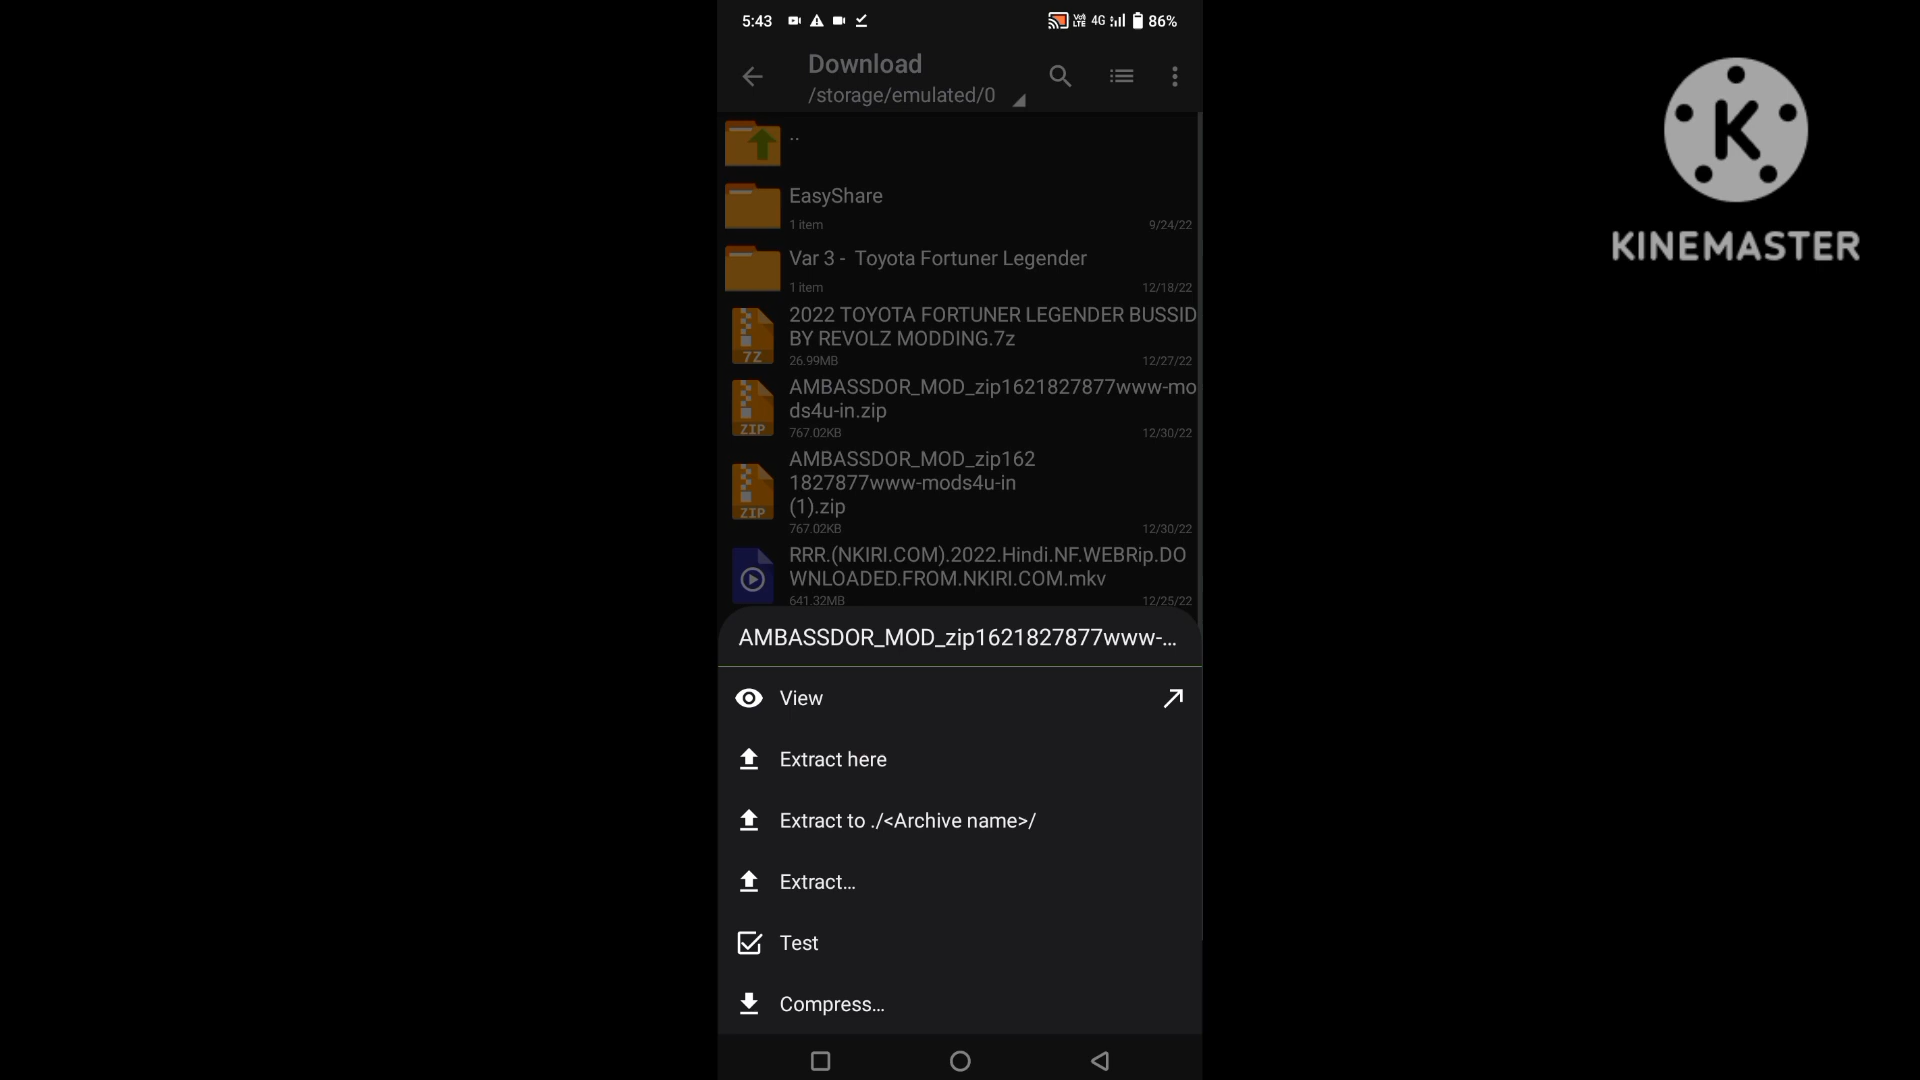 5:43
VoLTE 4G 86%
Download
/storage/emulated/0
..
EasyShare
1 item 9/24/22
Var 3 - Toyota Fortuner Legender
1 item 12/18/22
2022 TOYOTA FORTUNER LEGENDER BUSSID
BY REVOLZ MODDING.7z
7Z
26.99MB 12/27/22
AMBASSDOR_MOD_zip1621827877www-mo
ds4u-in.zip
ZIP
767.02KB 12/30/22
AMBASSDOR_MOD_zip162
1827877www-mods4u-in
(1).zip
ZIP
767.02KB 12/30/22
RRR.(NKIRI.COM).2022.Hindi.NF.WEBRip.DO
WNLOADED.FROM.NKIRI.COM.mkv
641.32MB 12/25/22
AMBASSDOR_MOD_zip1621827877www-...
View
Extract here
Extract to ./<Archive name>/
Extract...
Test
Compress...
K
KINEMASTER